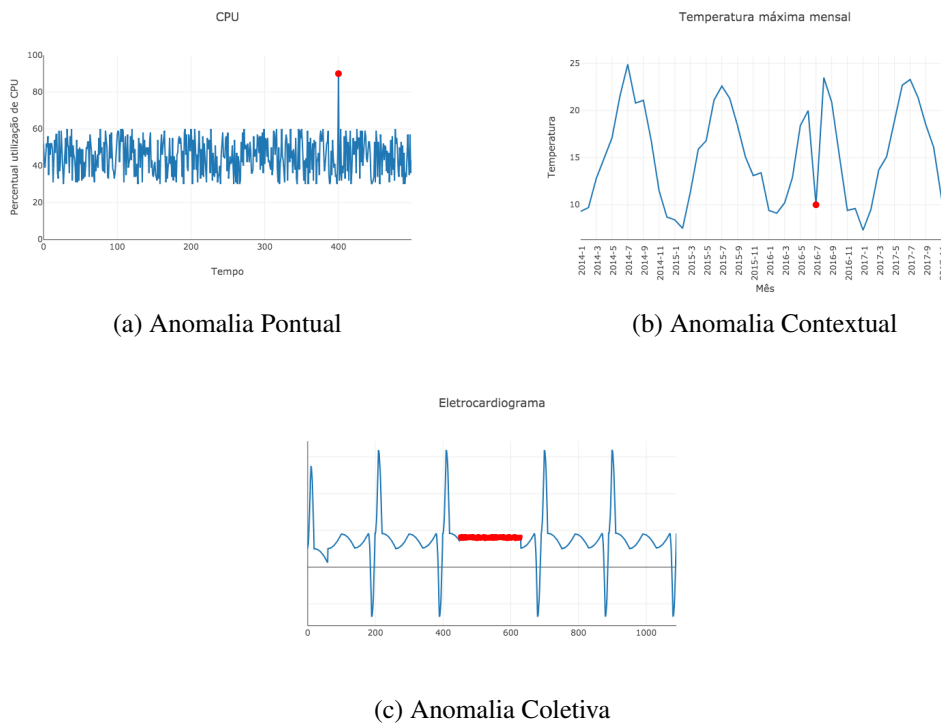 CPU
Percentual utilização de CPU
100
80
60
40
20
0
0 100 200 300 400
Tempo
(a) Anomalia Pontual
Temperatura máxima mensal
Temperatura
25
20
15
10
2014-1 2014-3 2014-5 2014-7 2014-9 2014-11 2015-1 2015-3 2015-5 2015-7 2015-9 2015-11 2016-1 2016-3 2016-5 2016-7 2016-9 2016-11 2017-1 2017-3 2017-5 2017-7 2017-9
Mês
(b) Anomalia Contextual
Eletrocardiograma
0 200 400 600 800 1000
(c) Anomalia Coletiva